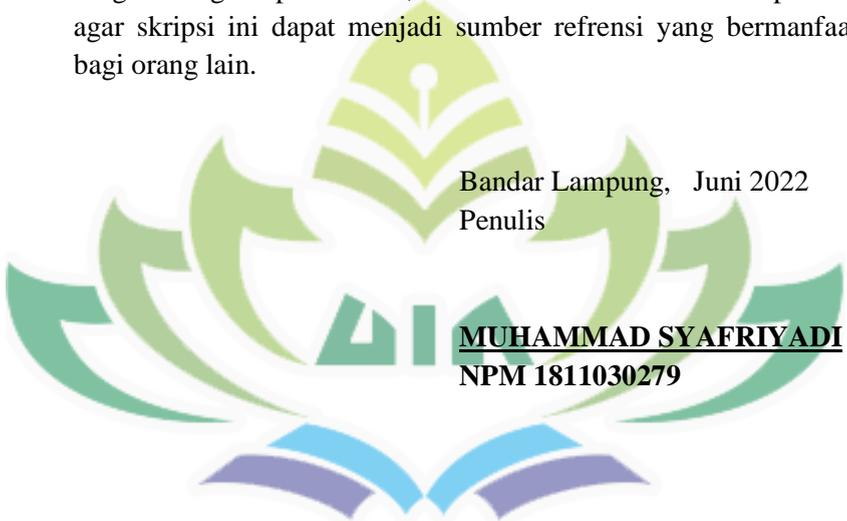 agar skripsi ini dapat menjadi sumber refrensi yang bermanfaa
bagi orang lain.
Bandar Lampung, Juni 2022
Penulis
UIN
MUHAMMAD SYAFRIYADI
NPM 1811030279